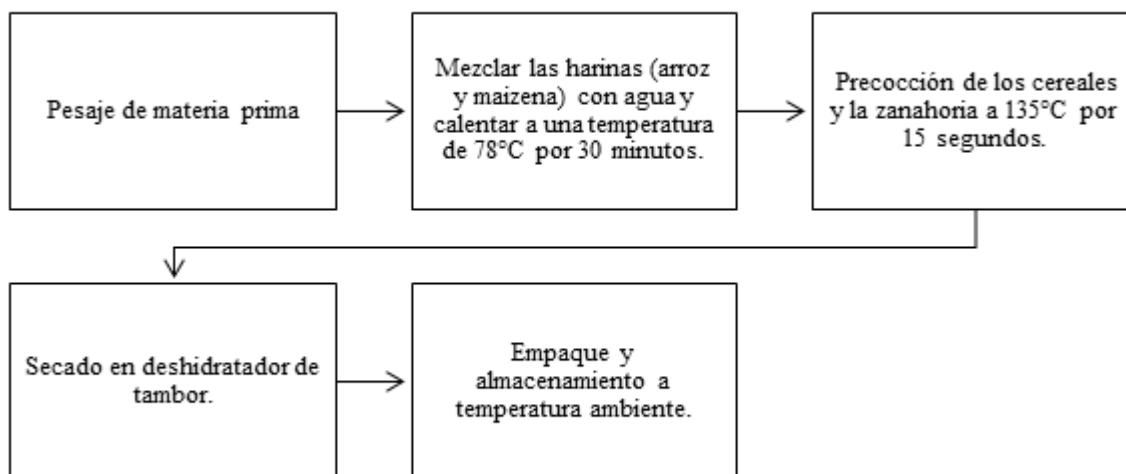 Pesaje de materia prima
Mezclar las harinas (arroz
y maizena) con agua y
calentar a una temperatura
de 78°C por 30 minutos.
Precocción de los cereales
y la zanahoria a 135°C por
15 segundos.
Secado en deshidratador de
tambor.
Empaque y
almacenamiento a
temperatura ambiente.